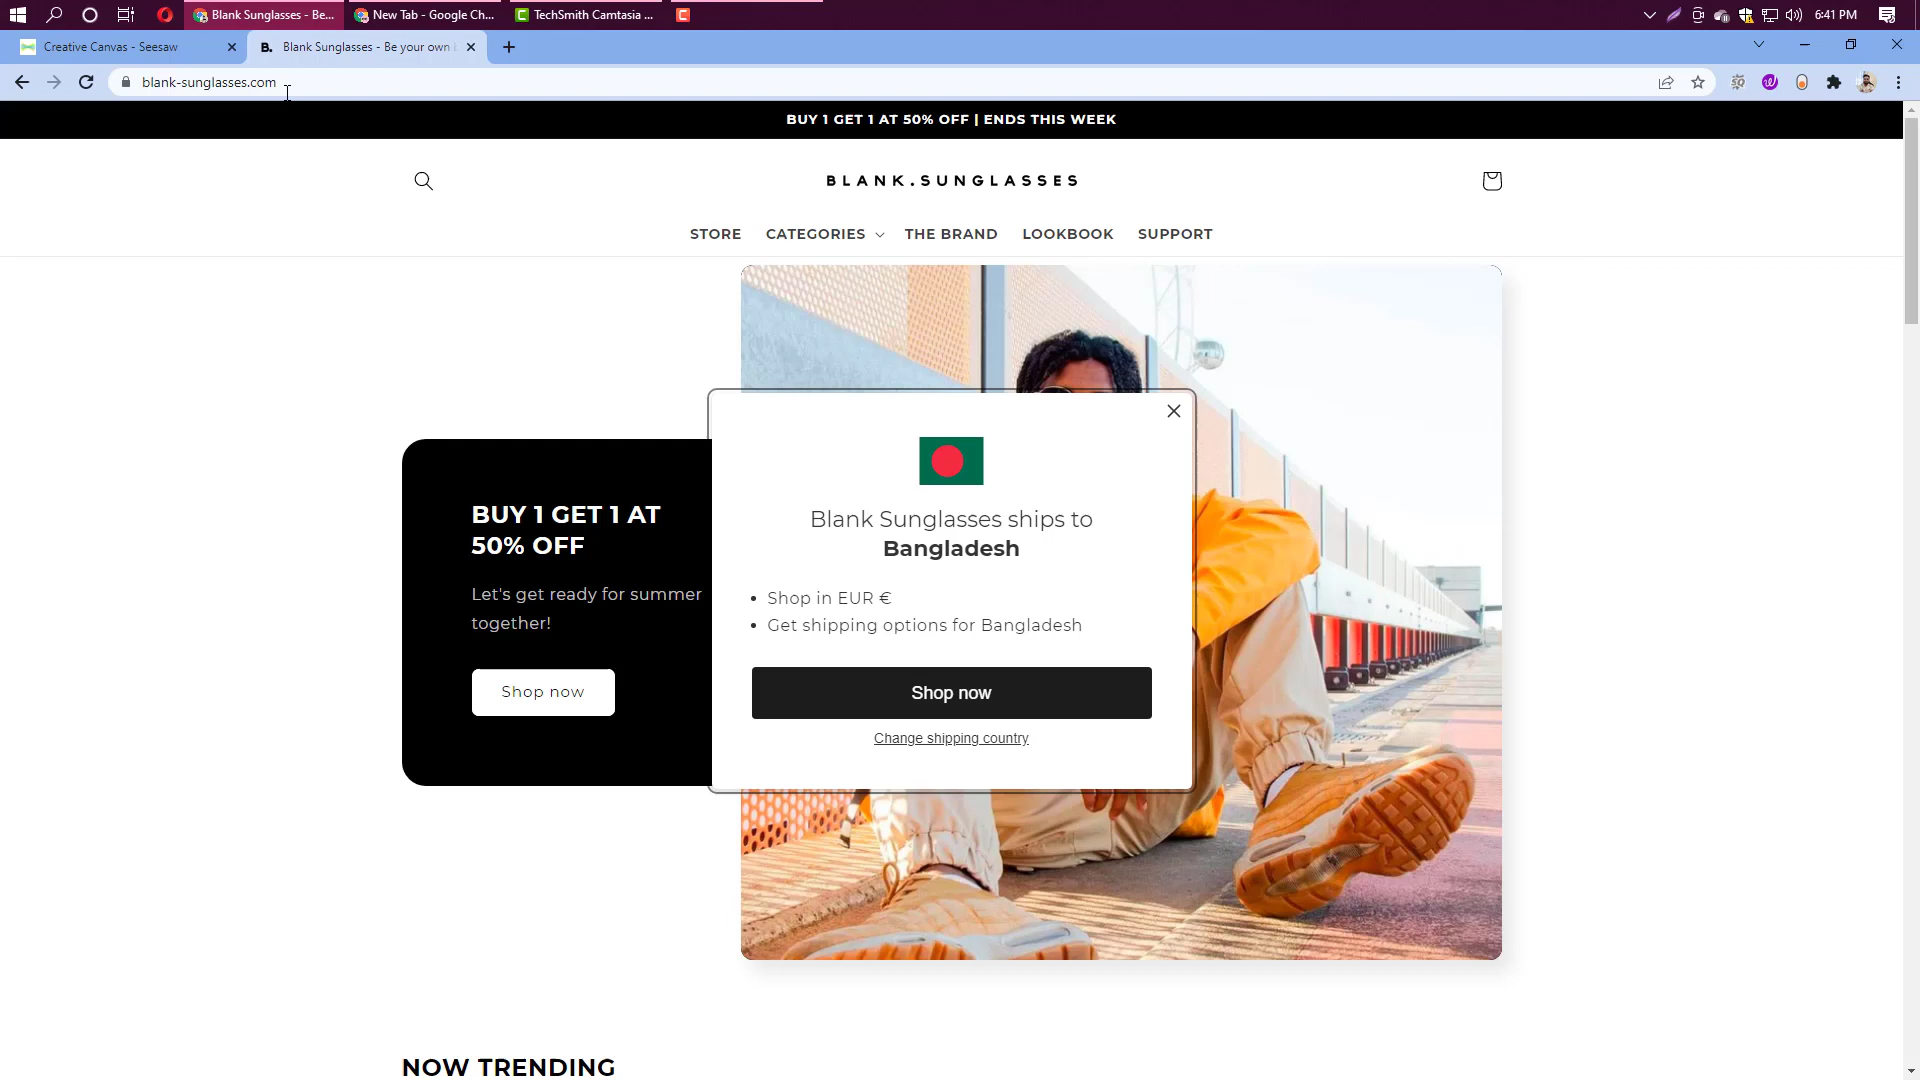 Blank Sunglasses - Be...
New Tab - Google Ch...
TechSmith Camtasia ...
6:41 PM
Creative Canvas - Seesaw
B. Blank Sunglasses - Be your own
blank-sunglasses.com
BUY 1 GET 1 AT 50% OFF | ENDS THIS WEEK
BLANK.SUNGLASSES
STORE CATEGORIES THE BRAND LOOKBOOK SUPPORT
BUY 1 GET 1 AT
50% OFF
Let's get ready for summer
together!
Shop now
Blank Sunglasses ships to
Bangladesh
• Shop in EUR €
• Get shipping options for Bangladesh
Shop now
Change shipping country
NOW TRENDING